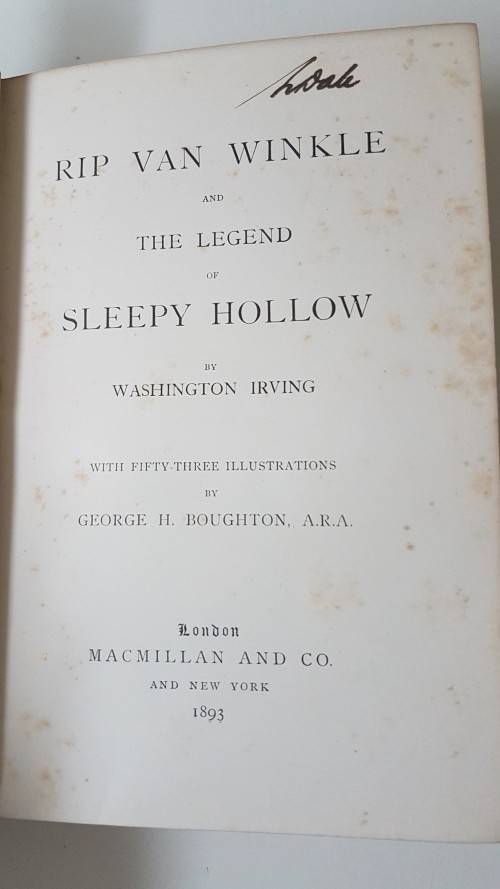 RIP VAN WINKLE
AND
THE LEGEND
OF
SLEEPY HOLLOW
BY
WASHINGTON IRVING
WITH FIFTY-THREE ILLUSTRATIONS
BY
GEORGE H. BOUGHTON, A.R.A.
London
MACMILLAN AND CO.
AND NEW YORK
1893